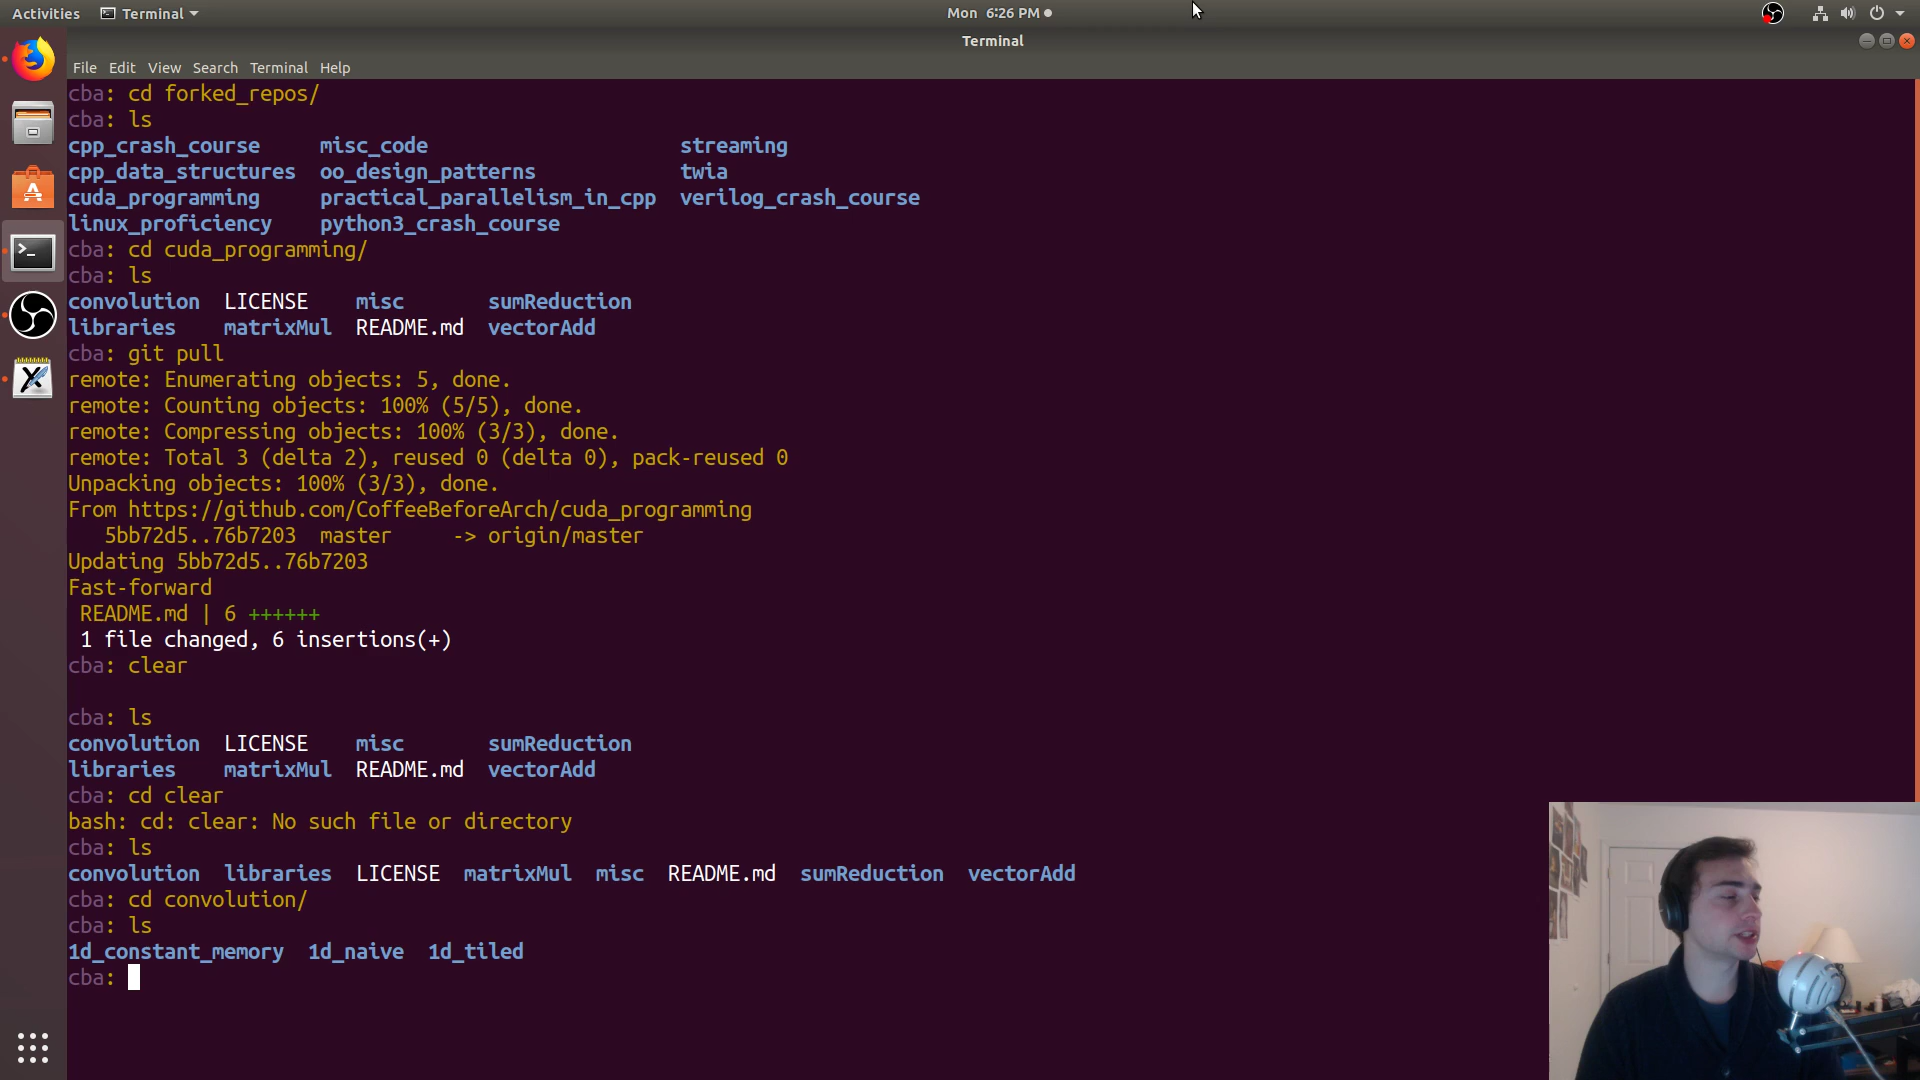 Activities Terminal Mon 6:26 PM
Terminal
File Edit View Search Terminal Help
cba: cd forked_repos/
cba: ls
cpp_crash_course misc_code streaming
cpp_data_structures oo_design_patterns twia
cuda_programming practical_parallelism_in_cpp verilog_crash_course
linux_proficiency python3_crash_course
cba: cd cuda_programming/
cba: ls
convolution LICENSE misc sumReduction
libraries matrixMul README.md vectorAdd
cba: git pull
remote: Enumerating objects: 5, done.
remote: Counting objects: 100% (5/5), done.
remote: Compressing objects: 100% (3/3), done.
remote: Total 3 (delta 2), reused 0 (delta 0), pack-reused 0
Unpacking objects: 100% (3/3), done.
From https://github.com/CoffeeBeforeArch/cuda_programming
5bb72d5..76b7203 master -> origin/master
Updating 5bb72d5..76b7203
Fast-forward
README.md | 6 ++++++
1 file changed, 6 insertions(+)
cba: clear
cba: ls
convolution LICENSE misc sumReduction
libraries matrixMul README.md vectorAdd
cba: cd clear
bash: cd: clear: No such file or directory
cba: ls
convolution libraries LICENSE matrixMul misc README.md sumReduction vectorAdd
cba: cd convolution/
cba: ls
1d_constant_memory 1d_naive 1d_tiled
cba: